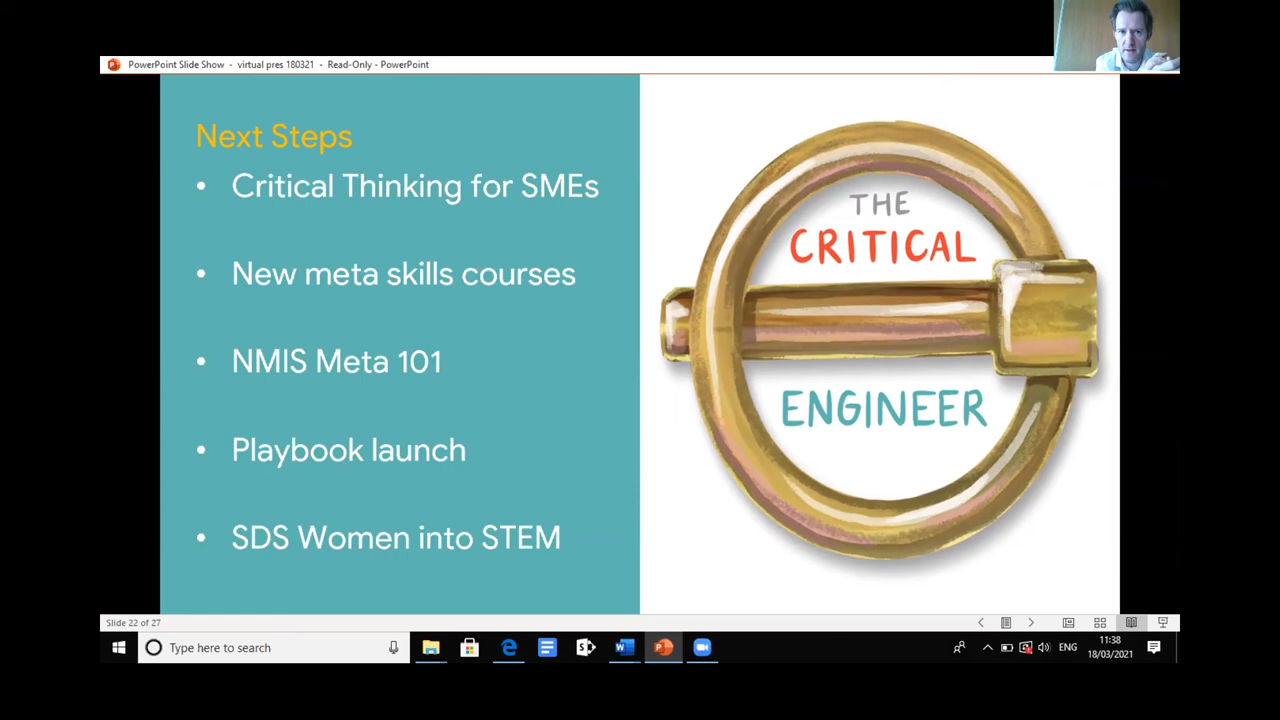 PowerPoint Slide Show - virtual pres 180321 - Read-Only - PowerPoint
Next Steps
• Critical Thinking for SMEs
• New meta skills courses
• NMIS Meta 101
• Playbook launch
• SDS Women into STEM
THE
CRITICAL
ENGINEER
Slide 22 of 27
Type here to search
ENG
11:38
18/03/2021